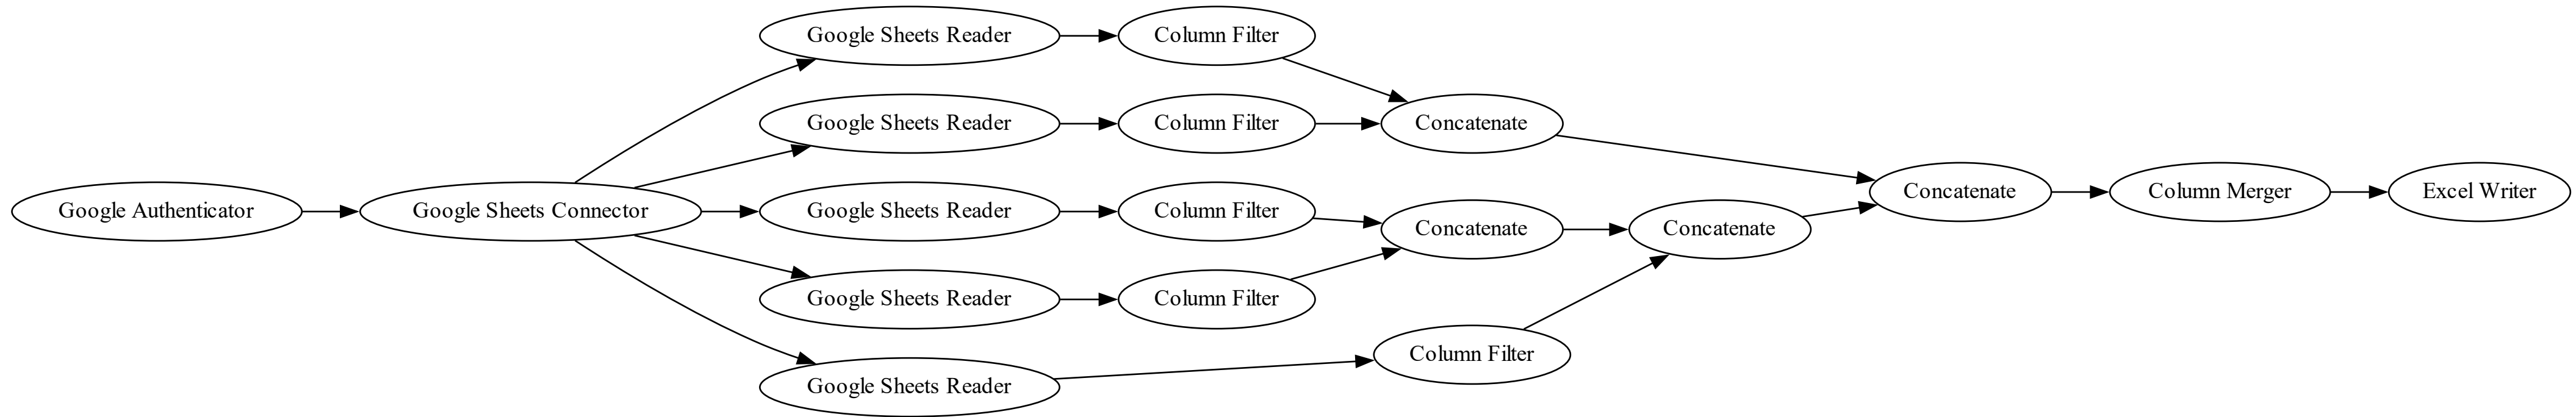 Google Sheets Reader
Column Filter
Google Sheets Reader
Column Filter
Concatenate
Google Authenticator
Google Sheets Connector
Google Sheets Reader
Column Filter
Concatenate
Concatenate
Concatenate
Column Merger
Excel Writer
Google Sheets Reader
Column Filter
Google Sheets Reader
Column Filter